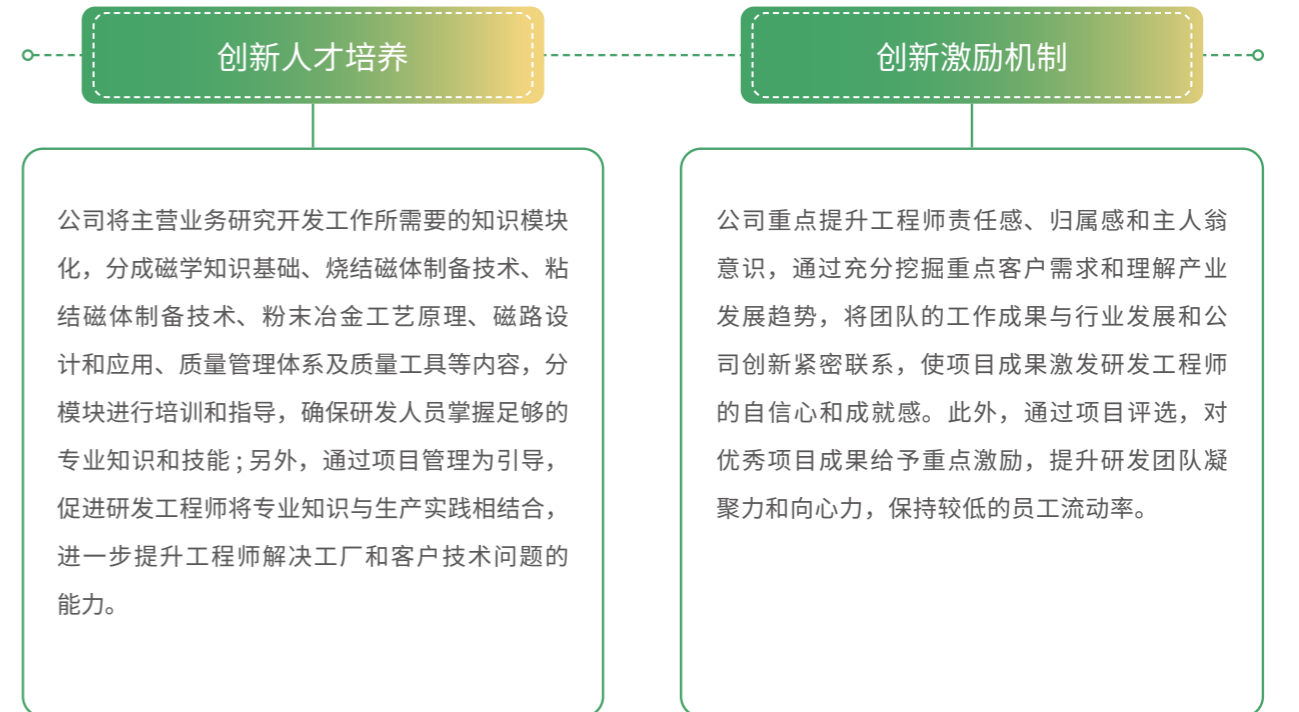 创新人才培养
公司将主营业务研究开发工作所需要的知识模块
化，分成磁学知识基础、烧结磁体制备技术、粘
结磁体制备技术、粉末冶金工艺原理、磁路设
计和应用、质量管理体系及质量工具等内容，分
模块进行培训和指导，确保研发人员掌握足够的
专业知识和技能；另外，通过项目管理为引导，
促进研发工程师将专业知识与生产实践相结合，
进一步提升工程师解决工厂和客户技术问题的
能力。
创新激励机制
公司重点提升工程师责任感、归属感和主人翁
意识，通过充分挖掘重点客户需求和理解产业
发展趋势，将团队的工作成果与行业发展和公
司创新紧密联系，使项目成果激发研发工程师
的自信心和成就感。此外，通过项目评选，对
优秀项目成果给予重点激励，提升研发团队凝
聚力和向心力，保持较低的员工流动率。